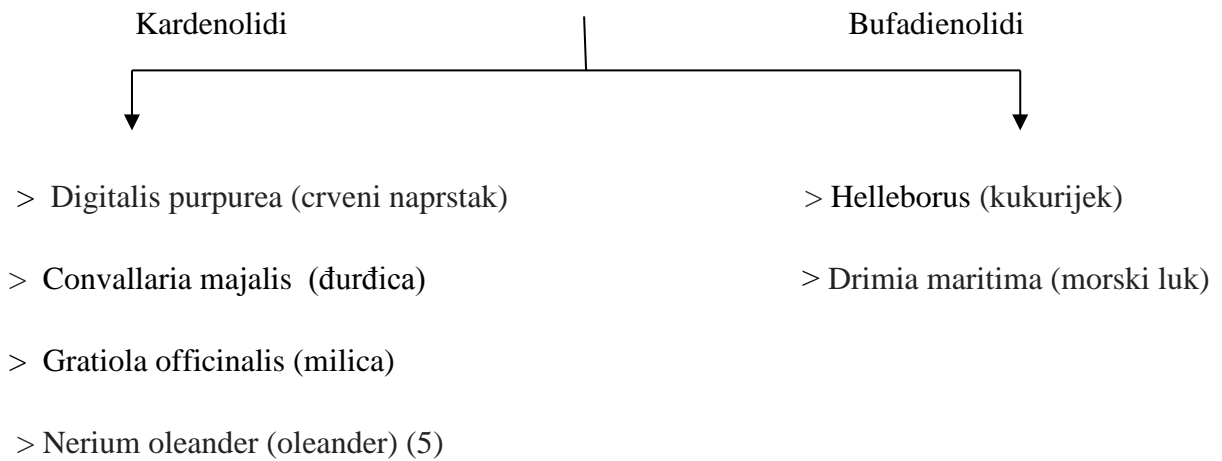 Kardenolidi Bufadienolidi
> Digitalis purpurea (crveni naprstak) > Helleborus (kukurijek)
> Convallaria majalis (đurđica) > Drimia maritima (morski luk)
> Gratiola officinalis (milica)
> Nerium oleander (oleander) (5)